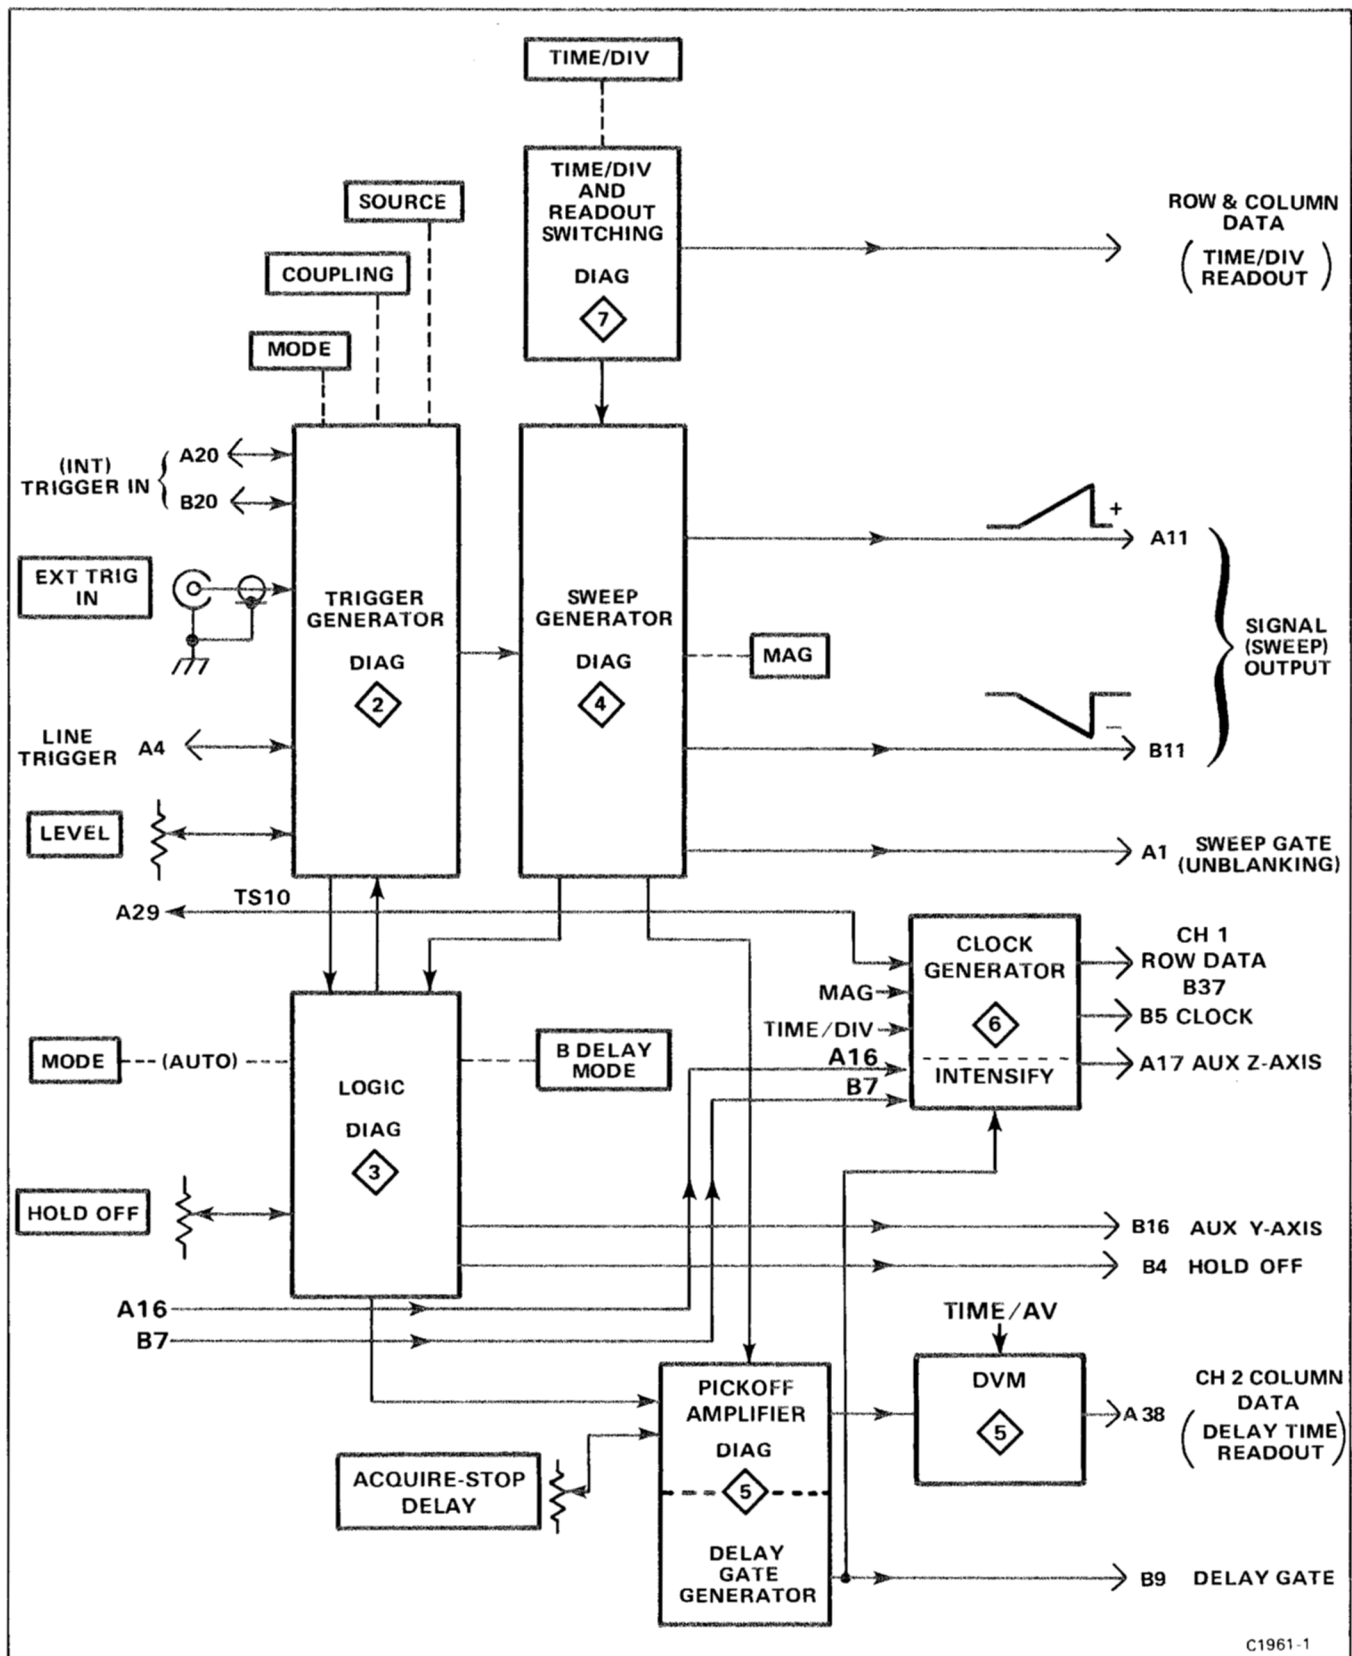 TIME/DIV
TIME/DIV
AND
READOUT
SWITCHING
DIAG
7
ROW & COLUMN
DATA
(TIME/DIV
READOUT)
SOURCE
COUPLING
MODE
(INT)
TRIGGER IN
A20
B20
EXT TRIG
IN
LINE
TRIGGER
A4
LEVEL
TRIGGER
GENERATOR
DIAG
2
SWEEP
GENERATOR
DIAG
4
MAG
+
A11
−
B11
SIGNAL
(SWEEP)
OUTPUT
A1 SWEEP GATE
(UNBLANKING)
A29
TS10
CLOCK
GENERATOR
6
INTENSIFY
MAG
TIME/DIV
A16
B7
CH 1
ROW DATA
B37
B5 CLOCK
A17 AUX Z-AXIS
MODE
(AUTO)
LOGIC
DIAG
3
B DELAY
MODE
HOLD OFF
B16 AUX Y-AXIS
B4 HOLD OFF
A16
B7
TIME/AV
DVM
5
A38
CH 2 COLUMN
DATA
(DELAY TIME
READOUT)
PICKOFF
AMPLIFIER
DIAG
5
DELAY
GATE
GENERATOR
ACQUIRE-STOP
DELAY
B9 DELAY GATE
C1961-1